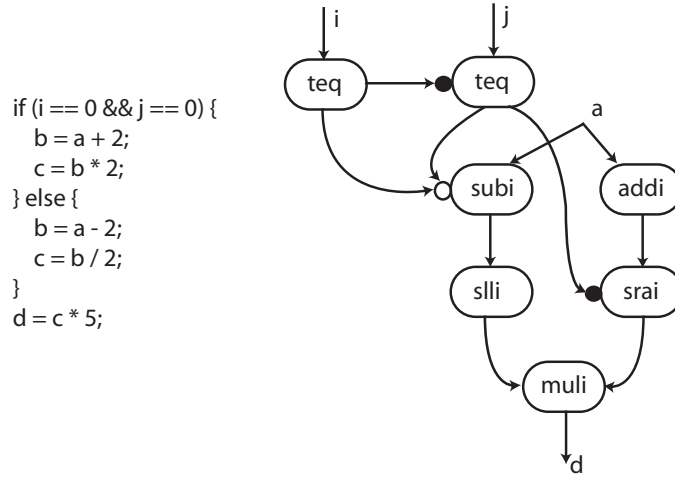 if (i == 0 && j == 0) {
b = a + 2;
c = b * 2;
} else {
b = a - 2;
c = b / 2;
}
d = c * 5;
i
j
teq
teq
a
subi
addi
slli
srai
muli
d